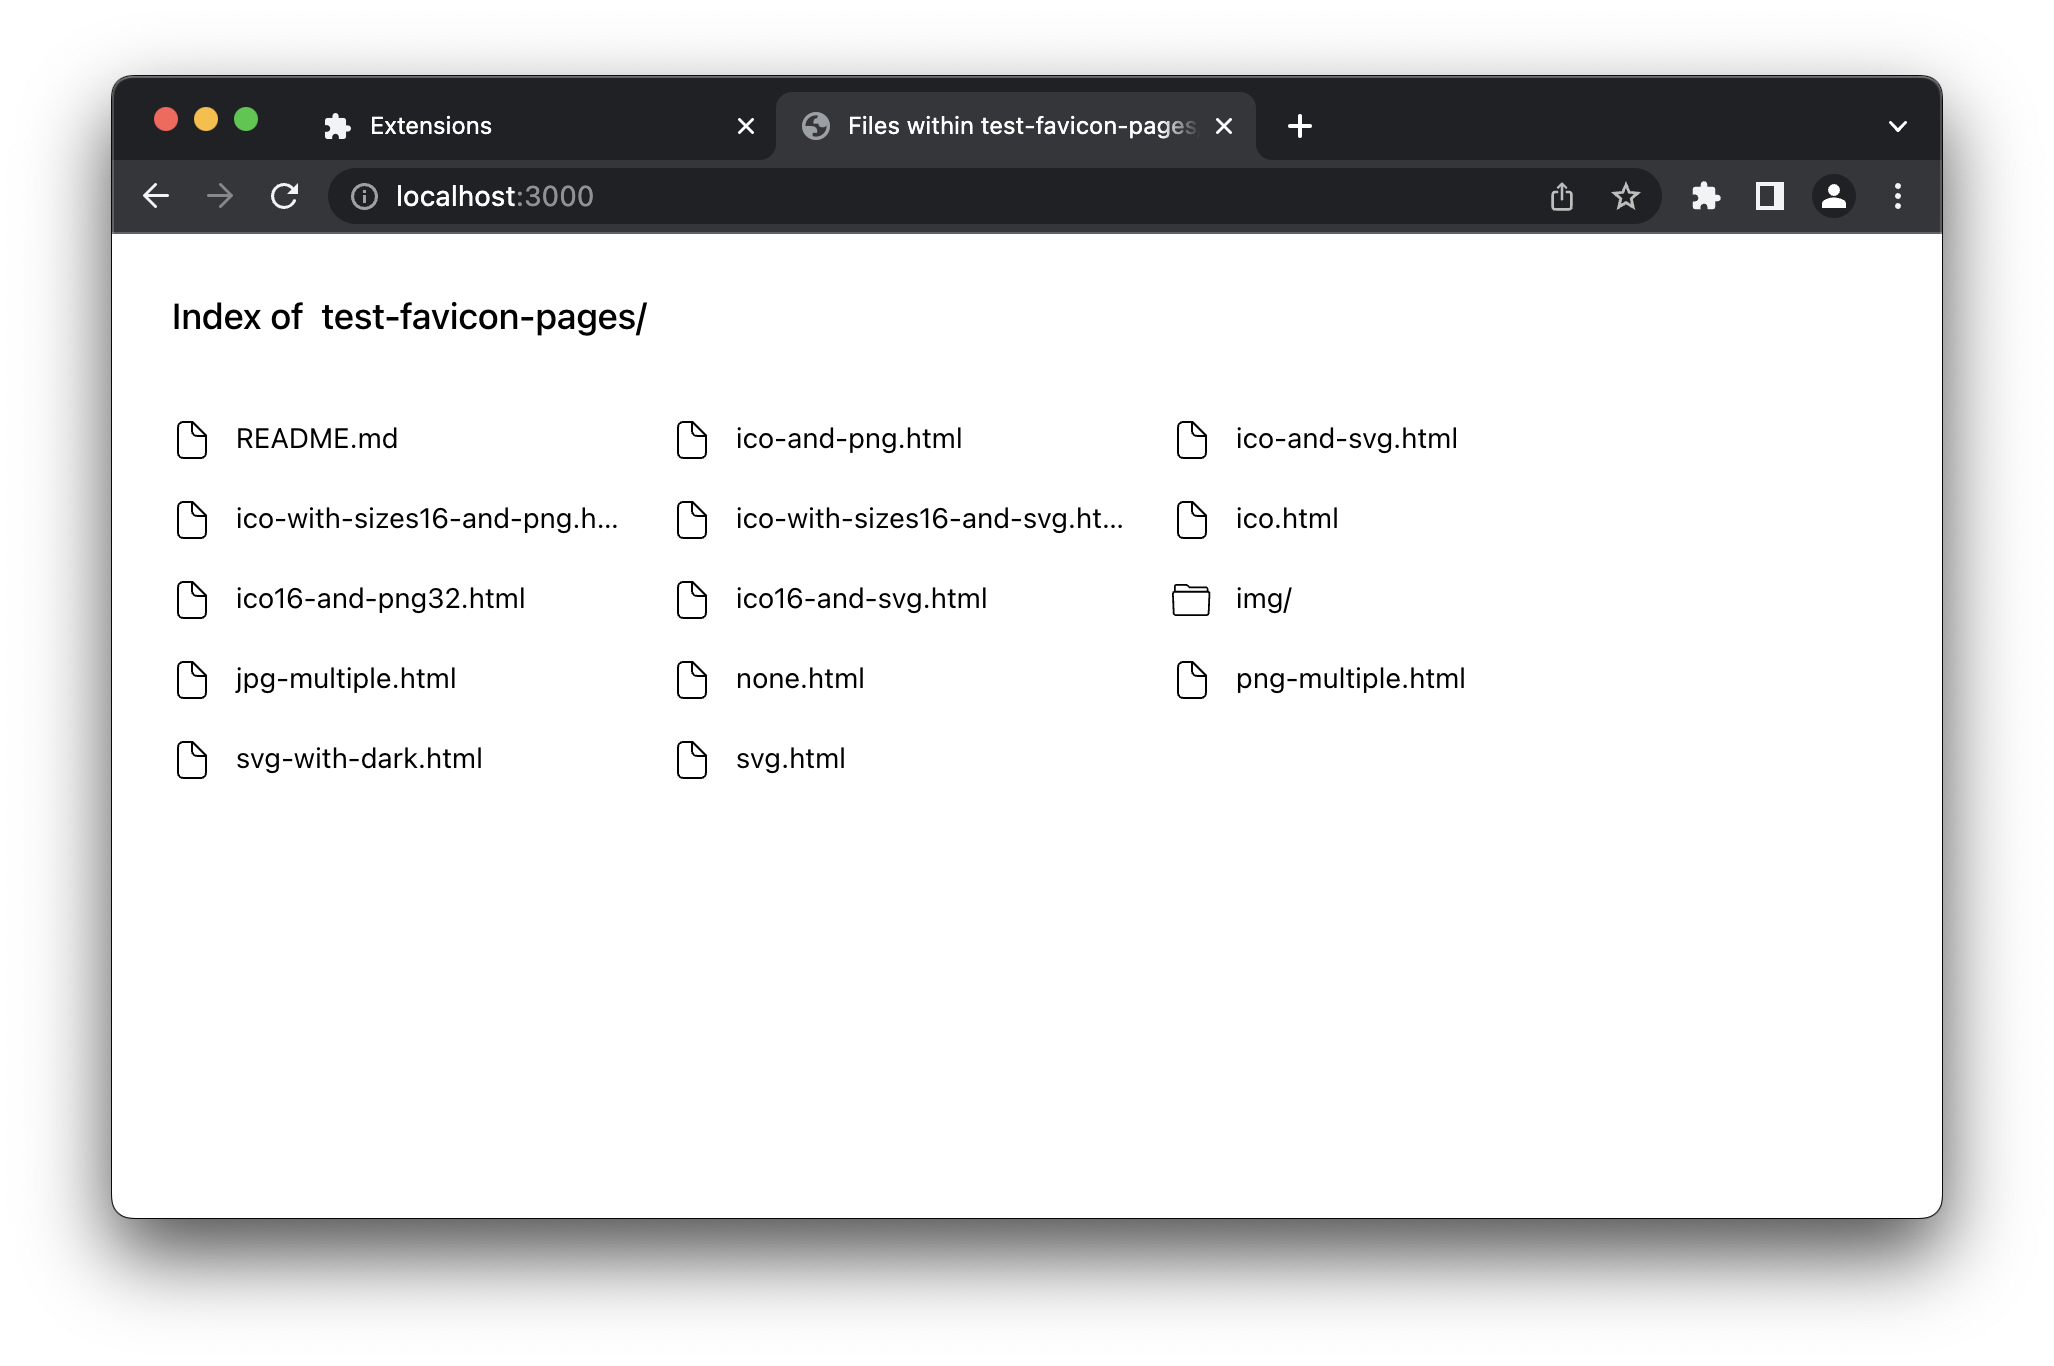 Extensions
Files within test-favicon-pages
localhost:3000
Index of test-favicon-pages/
README.md
ico-and-png.html
ico-and-svg.html
ico-with-sizes16-and-png.h...
ico-with-sizes16-and-svg.ht...
ico.html
ico16-and-png32.html
ico16-and-svg.html
img/
jpg-multiple.html
none.html
png-multiple.html
svg-with-dark.html
svg.html